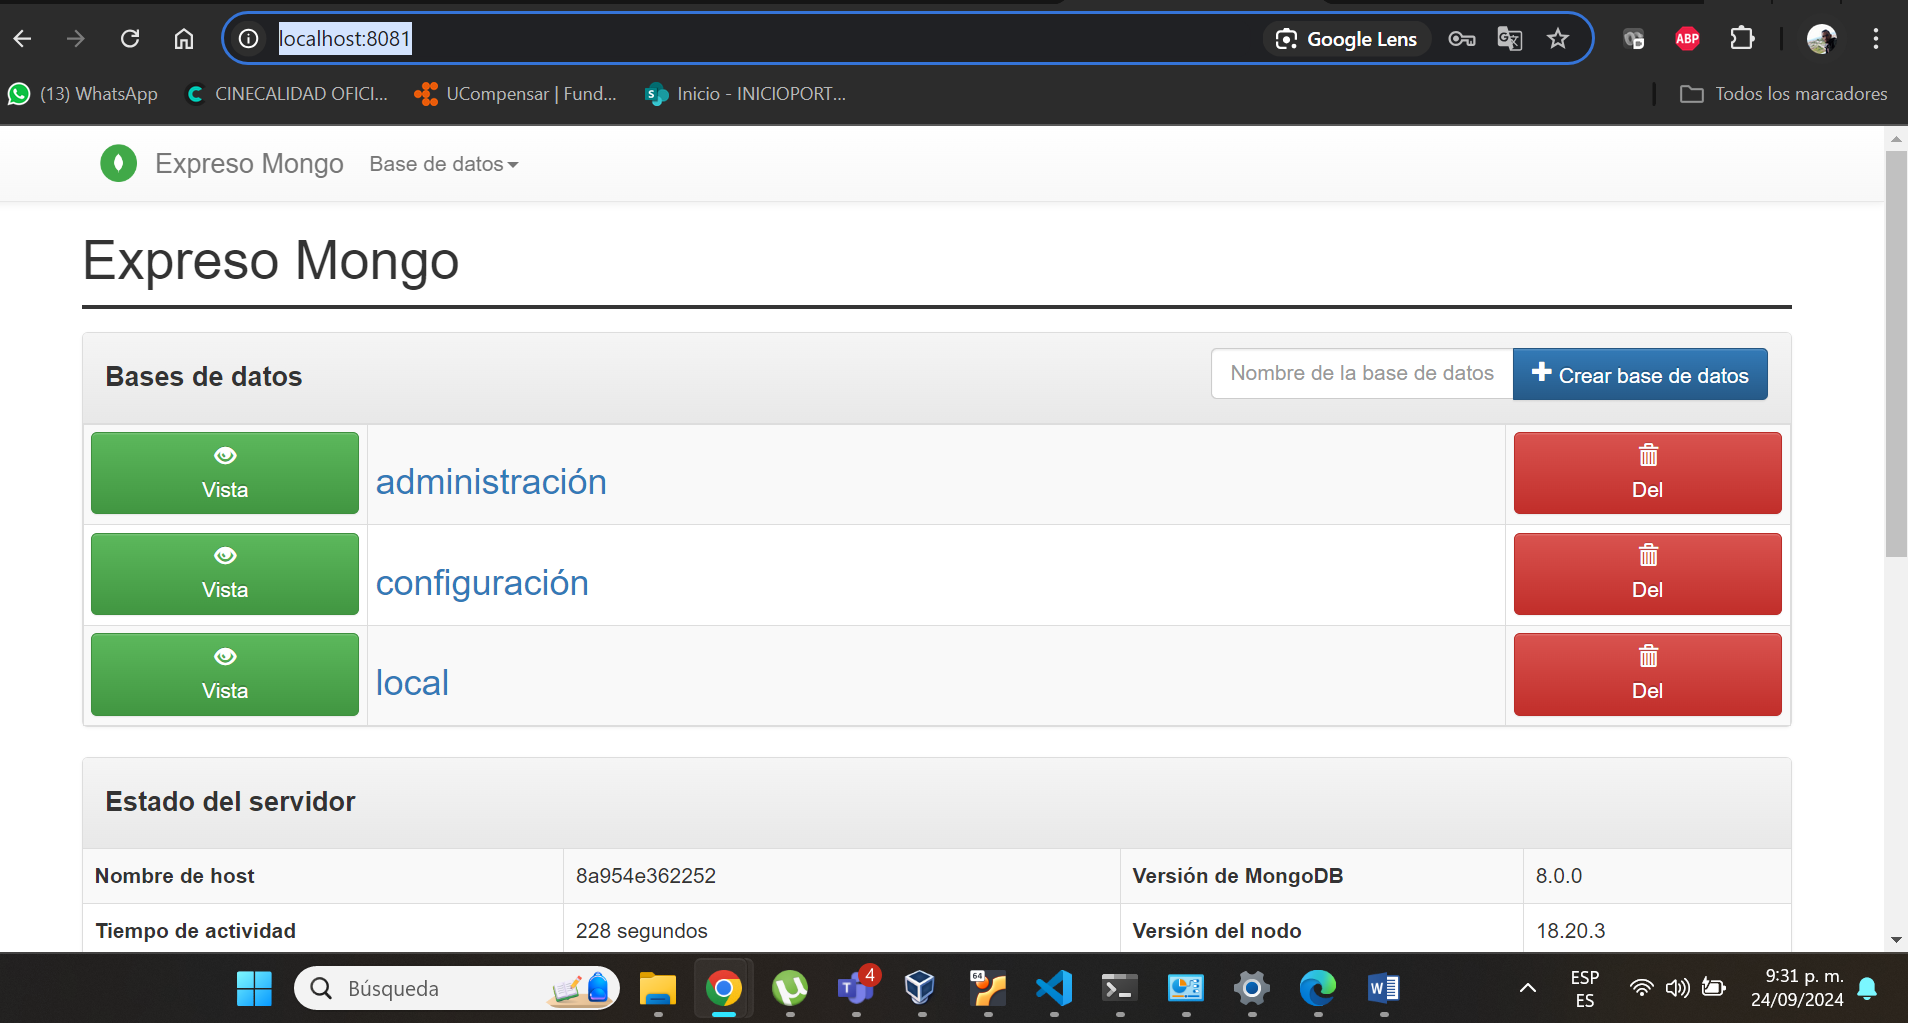 localhost:8081
Google Lens
ABP
(13) WhatsApp
CINECALIDAD OFICI...
UCompensar | Fund...
Inicio - INICIOPORT...
Todos los marcadores
Expreso Mongo
Base de datos
Expreso Mongo
Bases de datos
Nombre de la base de datos
Crear base de datos
Vista
administración
Del
Vista
configuración
Del
Vista
local
Del
Estado del servidor
Nombre de host
8a954e362252
Versión de MongoDB
8.0.0
Tiempo de actividad
228 segundos
Versión del nodo
18.20.3
Búsqueda
4
64
ESP
ES
9:31 p. m.
24/09/2024